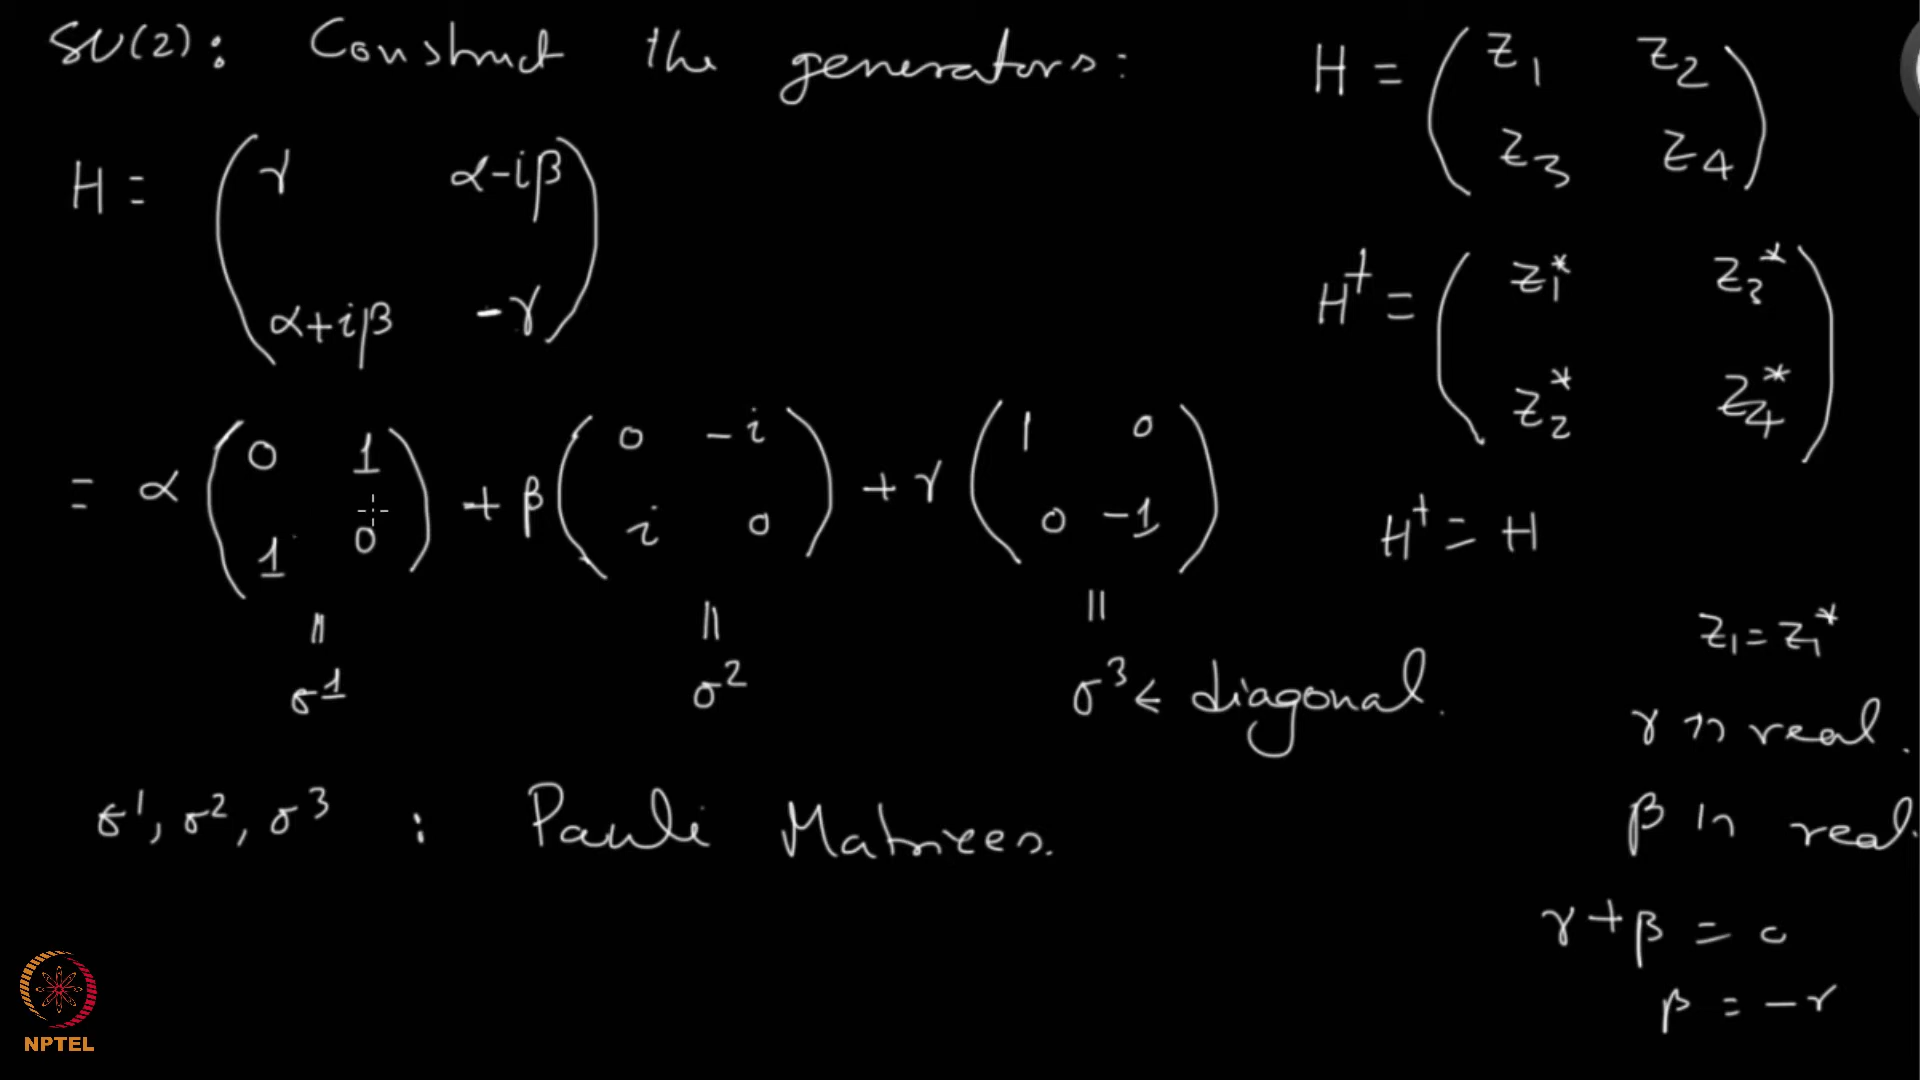 SU(2): Construct the generators:
H = ( γ  α-iβ
α+iβ  -γ )
= α ( 0 1
1 0 ) + β ( 0 -i
i 0 ) + γ ( 1 0
0 -1 )
|| || ||
σ¹ σ² σ³ ← diagonal.
σ¹, σ², σ³ : Pauli Matrices.
H = ( z₁ z₂
z₃ z₄ )
H† = ( z₁* z₃*
z₂* z₄* )
H† = H
z₁ = z₁*
γ is real.
β is real.
γ + β = 0
β = -γ
NPTEL